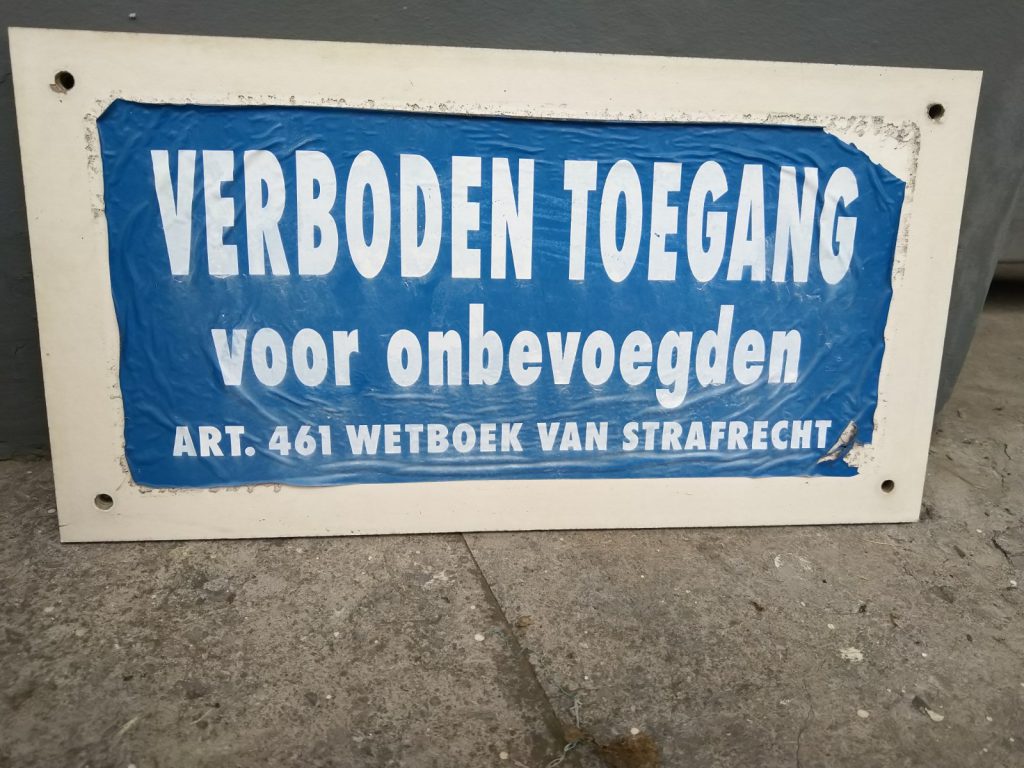 VERBODEN TOEGANG
voor onbevoegden
ART. 461 WETBOEK VAN STRAFRECHT